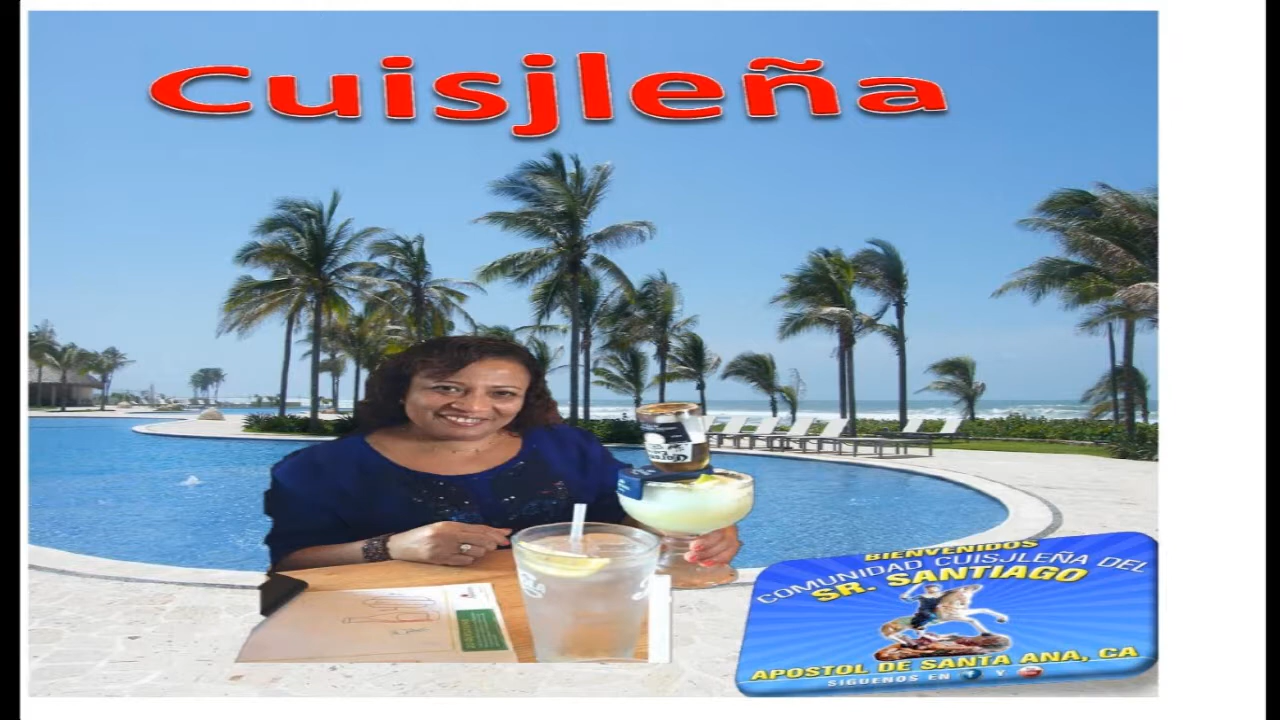 Cuisjleña
BIENVENIDOS
COMUNIDAD CUISJLEÑA DEL
SR. SANTIAGO
APOSTOL DE SANTA ANA, CA
SIGUENOS EN Y